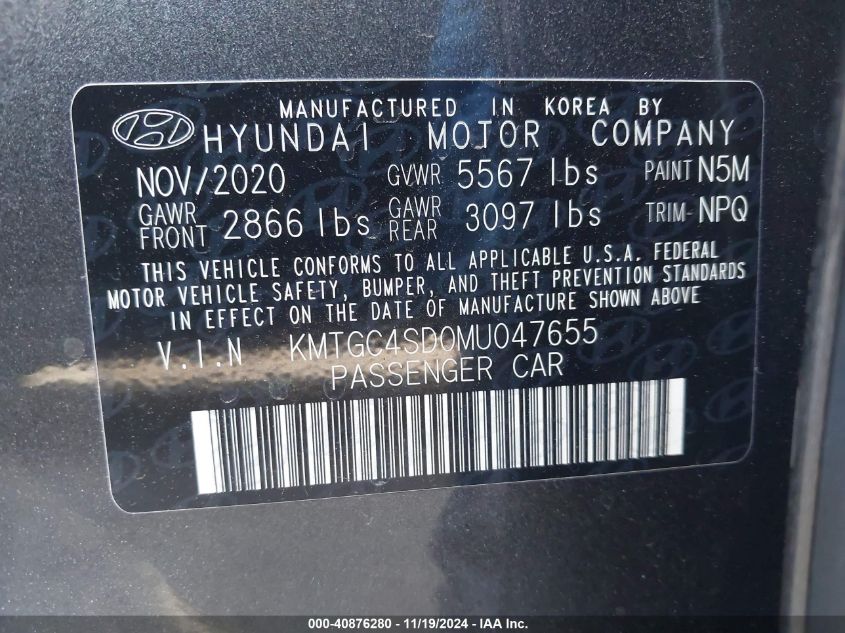 MANUFACTURED IN KOREA BY
HYUNDAI MOTOR COMPANY
NOV/2020 GVWR 5567 lbs PAINT N5M
GAWR FRONT 2866 lbs GAWR REAR 3097 lbs TRIM- NPQ
THIS VEHICLE CONFORMS TO ALL APPLICABLE U.S.A. FEDERAL
MOTOR VEHICLE SAFETY, BUMPER, AND THEFT PREVENTION STANDARDS
IN EFFECT ON THE DATE OF MANUFACTURE SHOWN ABOVE
V.I.N KMTGC4SD0MU047655
PASSENGER CAR
000-40876280 - 11/19/2024 - IAA Inc.